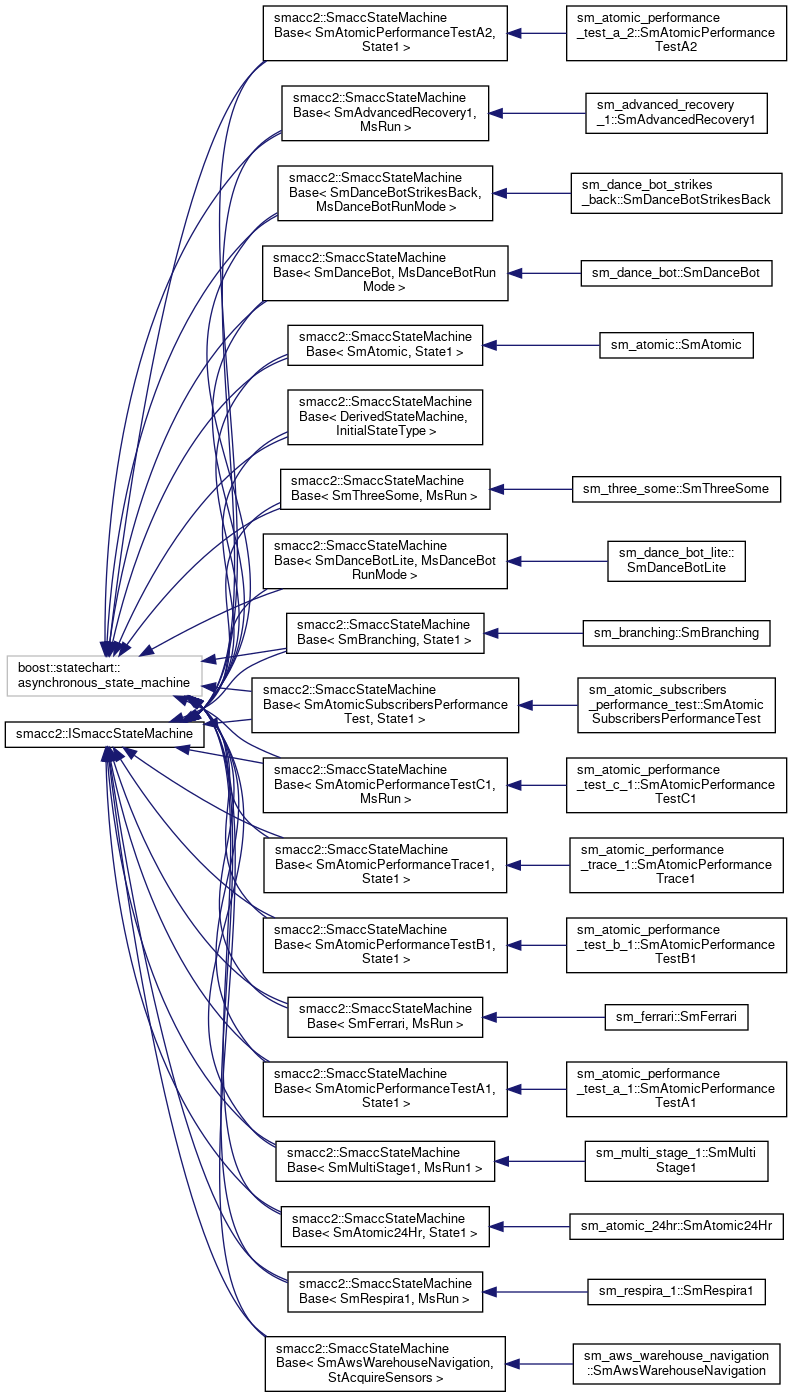 smacc2::SmaccStateMachine
Base< SmAtomicPerformanceTestA2,
State1 >
sm_atomic_performance
_test_a_2::SmAtomicPerformance
TestA2
smacc2::SmaccStateMachine
Base< SmAdvancedRecovery1,
MsRun >
sm_advanced_recovery
_1::SmAdvancedRecovery1
smacc2::SmaccStateMachine
Base< SmDanceBotStrikesBack,
MsDanceBotRunMode >
sm_dance_bot_strikes
_back::SmDanceBotStrikesBack
smacc2::SmaccStateMachine
Base< SmDanceBot, MsDanceBotRun
Mode >
sm_dance_bot::SmDanceBot
smacc2::SmaccStateMachine
Base< SmAtomic, State1 >
sm_atomic::SmAtomic
smacc2::SmaccStateMachine
Base< DerivedStateMachine,
InitialStateType >
smacc2::SmaccStateMachine
Base< SmThreeSome, MsRun >
sm_three_some::SmThreeSome
smacc2::SmaccStateMachine
Base< SmDanceBotLite, MsDanceBot
RunMode >
sm_dance_bot_lite::
SmDanceBotLite
smacc2::SmaccStateMachine
Base< SmBranching, State1 >
sm_branching::SmBranching
boost::statechart::
asynchronous_state_machine
smacc2::ISmaccStateMachine
smacc2::SmaccStateMachine
Base< SmAtomicSubscribersPerformance
Test, State1 >
sm_atomic_subscribers
_performance_test::SmAtomic
SubscribersPerformanceTest
smacc2::SmaccStateMachine
Base< SmAtomicPerformanceTestC1,
MsRun >
sm_atomic_performance
_test_c_1::SmAtomicPerformance
TestC1
smacc2::SmaccStateMachine
Base< SmAtomicPerformanceTrace1,
State1 >
sm_atomic_performance
_trace_1::SmAtomicPerformance
Trace1
smacc2::SmaccStateMachine
Base< SmAtomicPerformanceTestB1,
State1 >
sm_atomic_performance
_test_b_1::SmAtomicPerformance
TestB1
smacc2::SmaccStateMachine
Base< SmFerrari, MsRun >
sm_ferrari::SmFerrari
smacc2::SmaccStateMachine
Base< SmAtomicPerformanceTestA1,
State1 >
sm_atomic_performance
_test_a_1::SmAtomicPerformance
TestA1
smacc2::SmaccStateMachine
Base< SmMultiStage1, MsRun1 >
sm_multi_stage_1::SmMulti
Stage1
smacc2::SmaccStateMachine
Base< SmAtomic24Hr, State1 >
sm_atomic_24hr::SmAtomic24Hr
smacc2::SmaccStateMachine
Base< SmRespira1, MsRun >
sm_respira_1::SmRespira1
smacc2::SmaccStateMachine
Base< SmAwsWarehouseNavigation,
StAcquireSensors >
sm_aws_warehouse_navigation
::SmAwsWarehouseNavigation